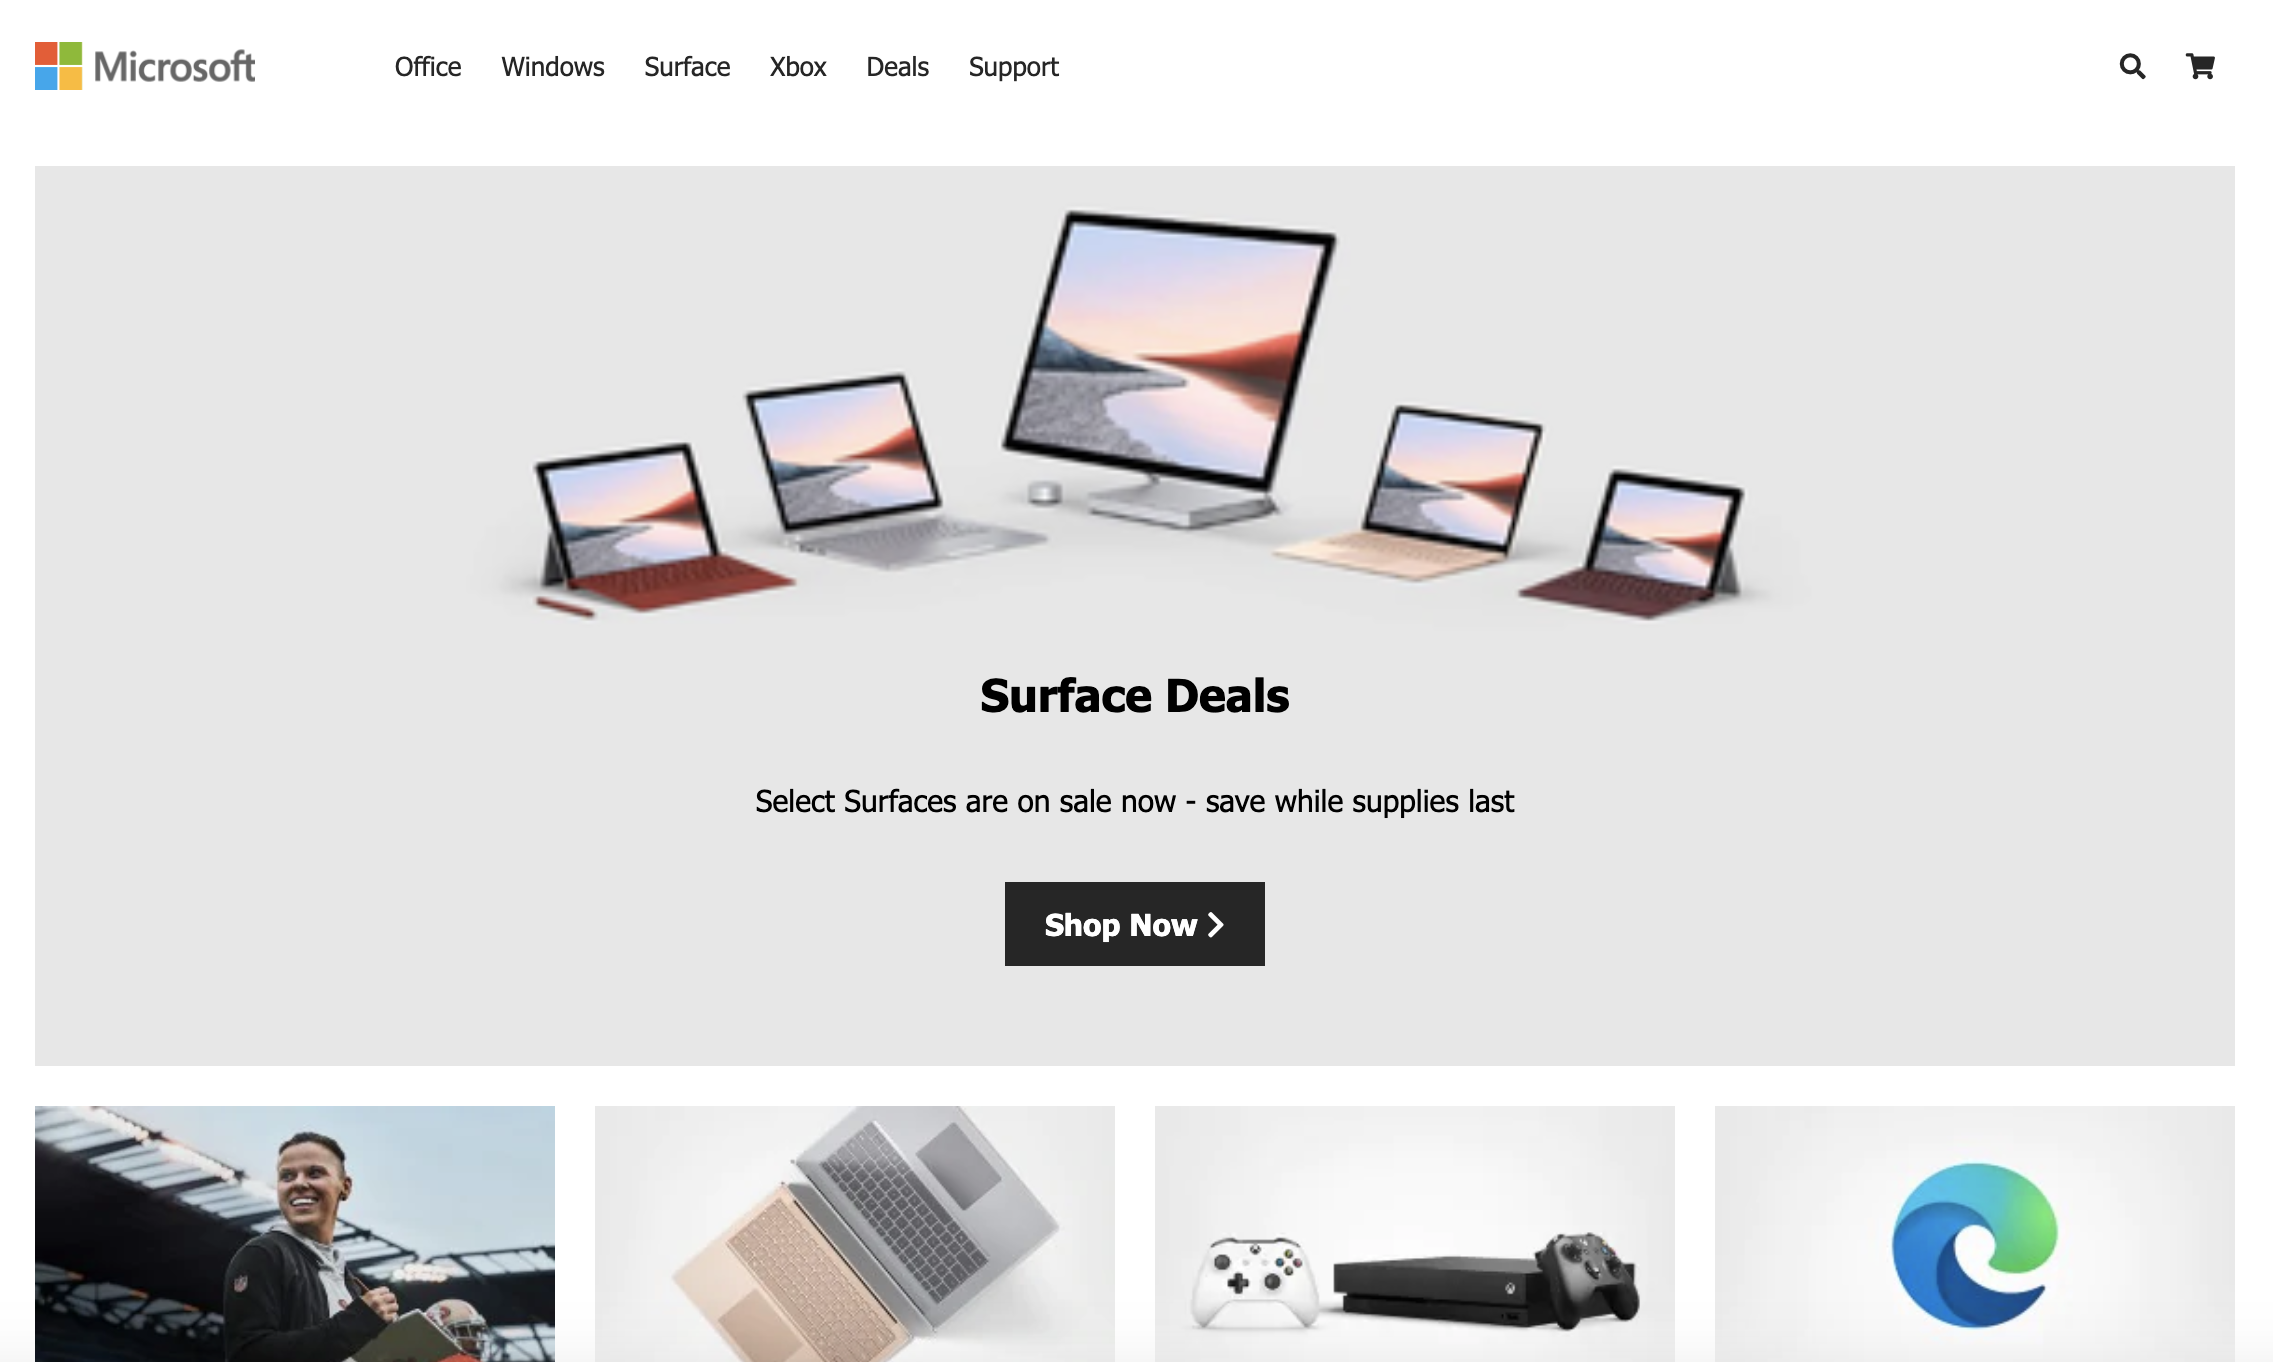 Microsoft
Office Windows Surface Xbox Deals Support
Surface Deals
Select Surfaces are on sale now - save while supplies last
Shop Now